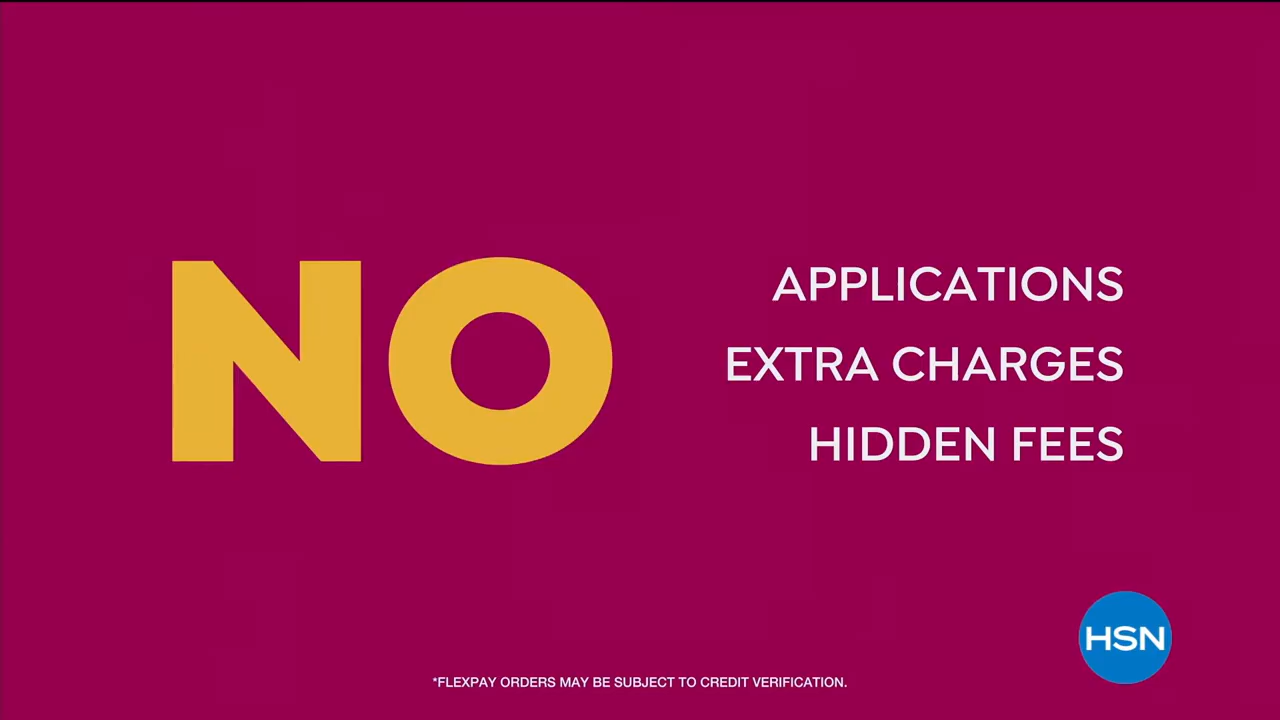 NO
APPLICATIONS
EXTRA CHARGES
HIDDEN FEES
HSN
*FLEXPAY ORDERS MAY BE SUBJECT TO CREDIT VERIFICATION.